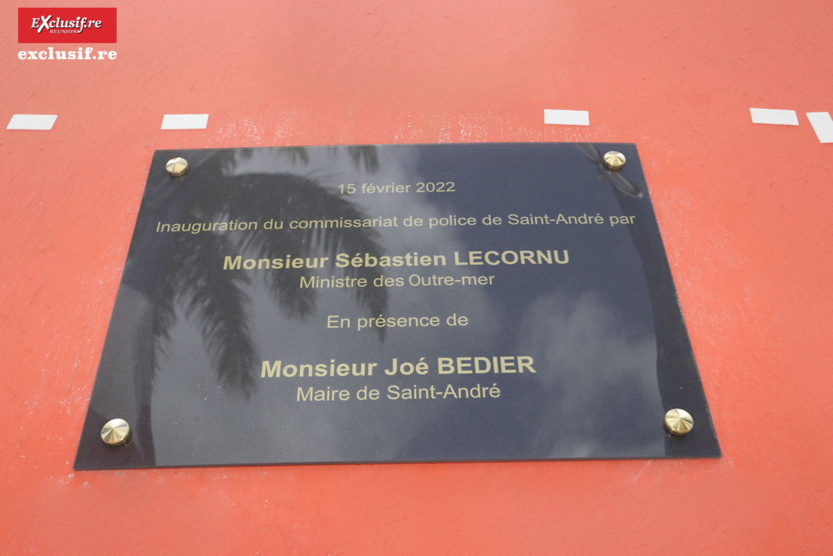 EXclusif.re
REUNION
exclusif.re
15 février 2022
Inauguration du commissariat de police de Saint-André par
Monsieur Sébastien LECORNU
Ministre des Outre-mer
En présence de
Monsieur Joé BEDIER
Maire de Saint-André